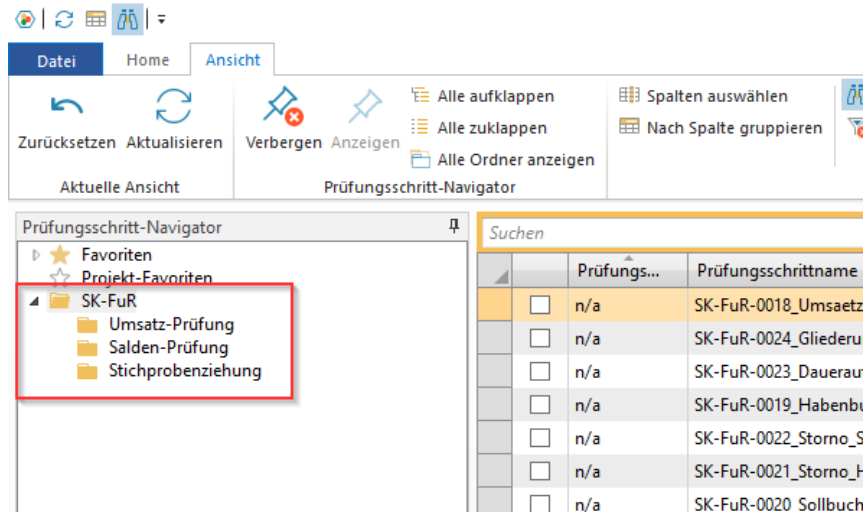 Datei Home Ansicht
Zurücksetzen Aktualisieren Verbergen Anzeigen
Alle aufklappen
Alle zuklappen
Alle Ordner anzeigen
Spalten auswählen
Nach Spalte gruppieren
Aktuelle Ansicht Prüfungsschritt-Navigator
Prüfungsschritt-Navigator
Favoriten
Projekt-Favoriten
SK-FuR
Umsatz-Prüfung
Salden-Prüfung
Stichprobenziehung
Suchen
Prüfungs... Prüfungsschrittname
n/a SK-FuR-0018_Umsaetz
n/a SK-FuR-0024_Gliederu
n/a SK-FuR-0023_Dauerau
n/a SK-FuR-0019_Habenbu
n/a SK-FuR-0022_Storno_S
n/a SK-FuR-0021_Storno_H
n/a SK-FuR-0020_Sollbuch